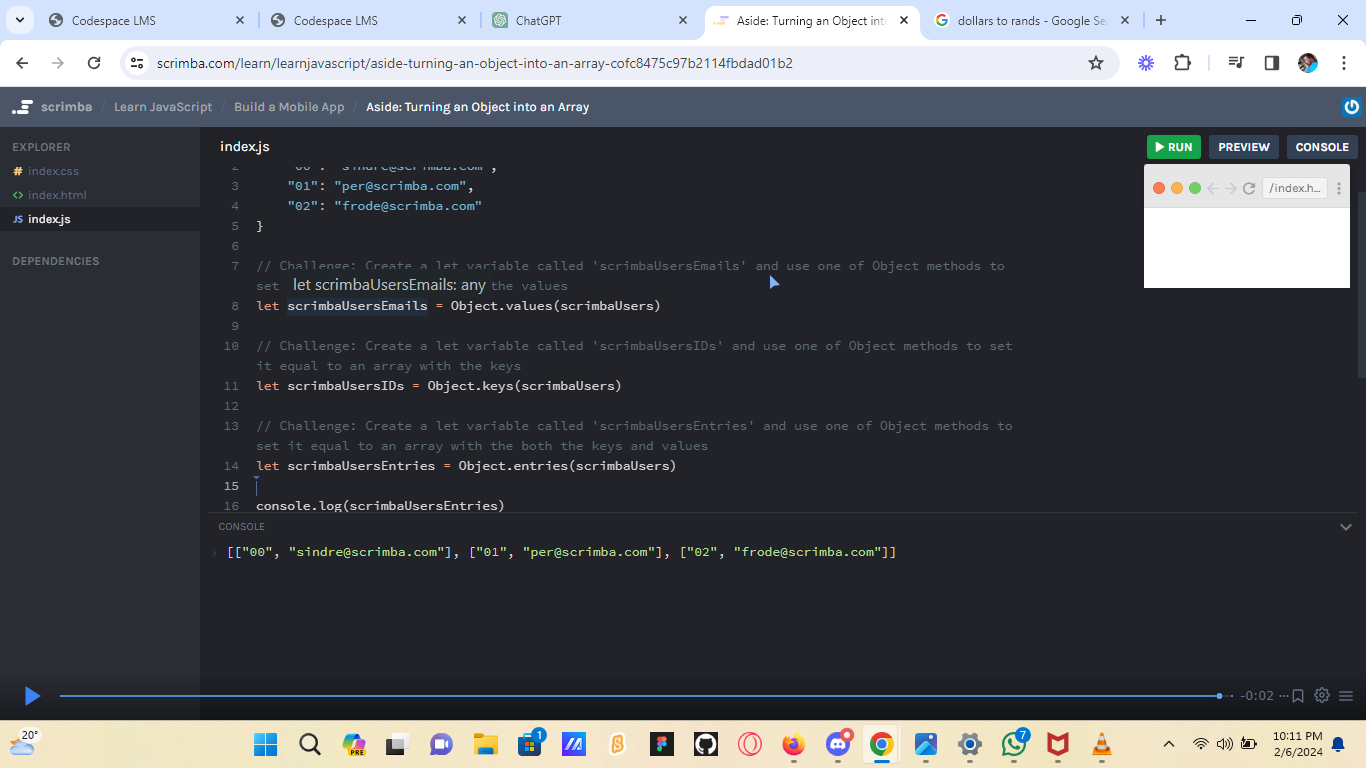 Codespace LMS
Codespace LMS
ChatGPT
Aside: Turning an Object int
dollars to rands - Google Se
scrimba.com/learn/learnjavascript/aside-turning-an-object-into-an-array-cofc8475c97b2114fbdad01b2
scrimba / Learn JavaScript / Build a Mobile App / Aside: Turning an Object into an Array
EXPLORER
# index.css
<> index.html
JS index.js
DEPENDENCIES
index.js
RUN
PREVIEW
CONSOLE
/index.h...
2 "00": "sindre@scrimba.com",
3 "01": "per@scrimba.com",
4 "02": "frode@scrimba.com"
5 }
6
7 // Challenge: Create a let variable called 'scrimbaUsersEmails' and use one of Object methods to
set let scrimbaUsersEmails: any the values
8 let scrimbaUsersEmails = Object.values(scrimbaUsers)
9
10 // Challenge: Create a let variable called 'scrimbaUsersIDs' and use one of Object methods to set
it equal to an array with the keys
11 let scrimbaUsersIDs = Object.keys(scrimbaUsers)
12
13 // Challenge: Create a let variable called 'scrimbaUsersEntries' and use one of Object methods to
set it equal to an array with the both the keys and values
14 let scrimbaUsersEntries = Object.entries(scrimbaUsers)
15
16 console.log(scrimbaUsersEntries)
CONSOLE
[["00", "sindre@scrimba.com"], ["01", "per@scrimba.com"], ["02", "frode@scrimba.com"]]
-0:02
20°
PRE
1
7
10:11 PM
2/6/2024